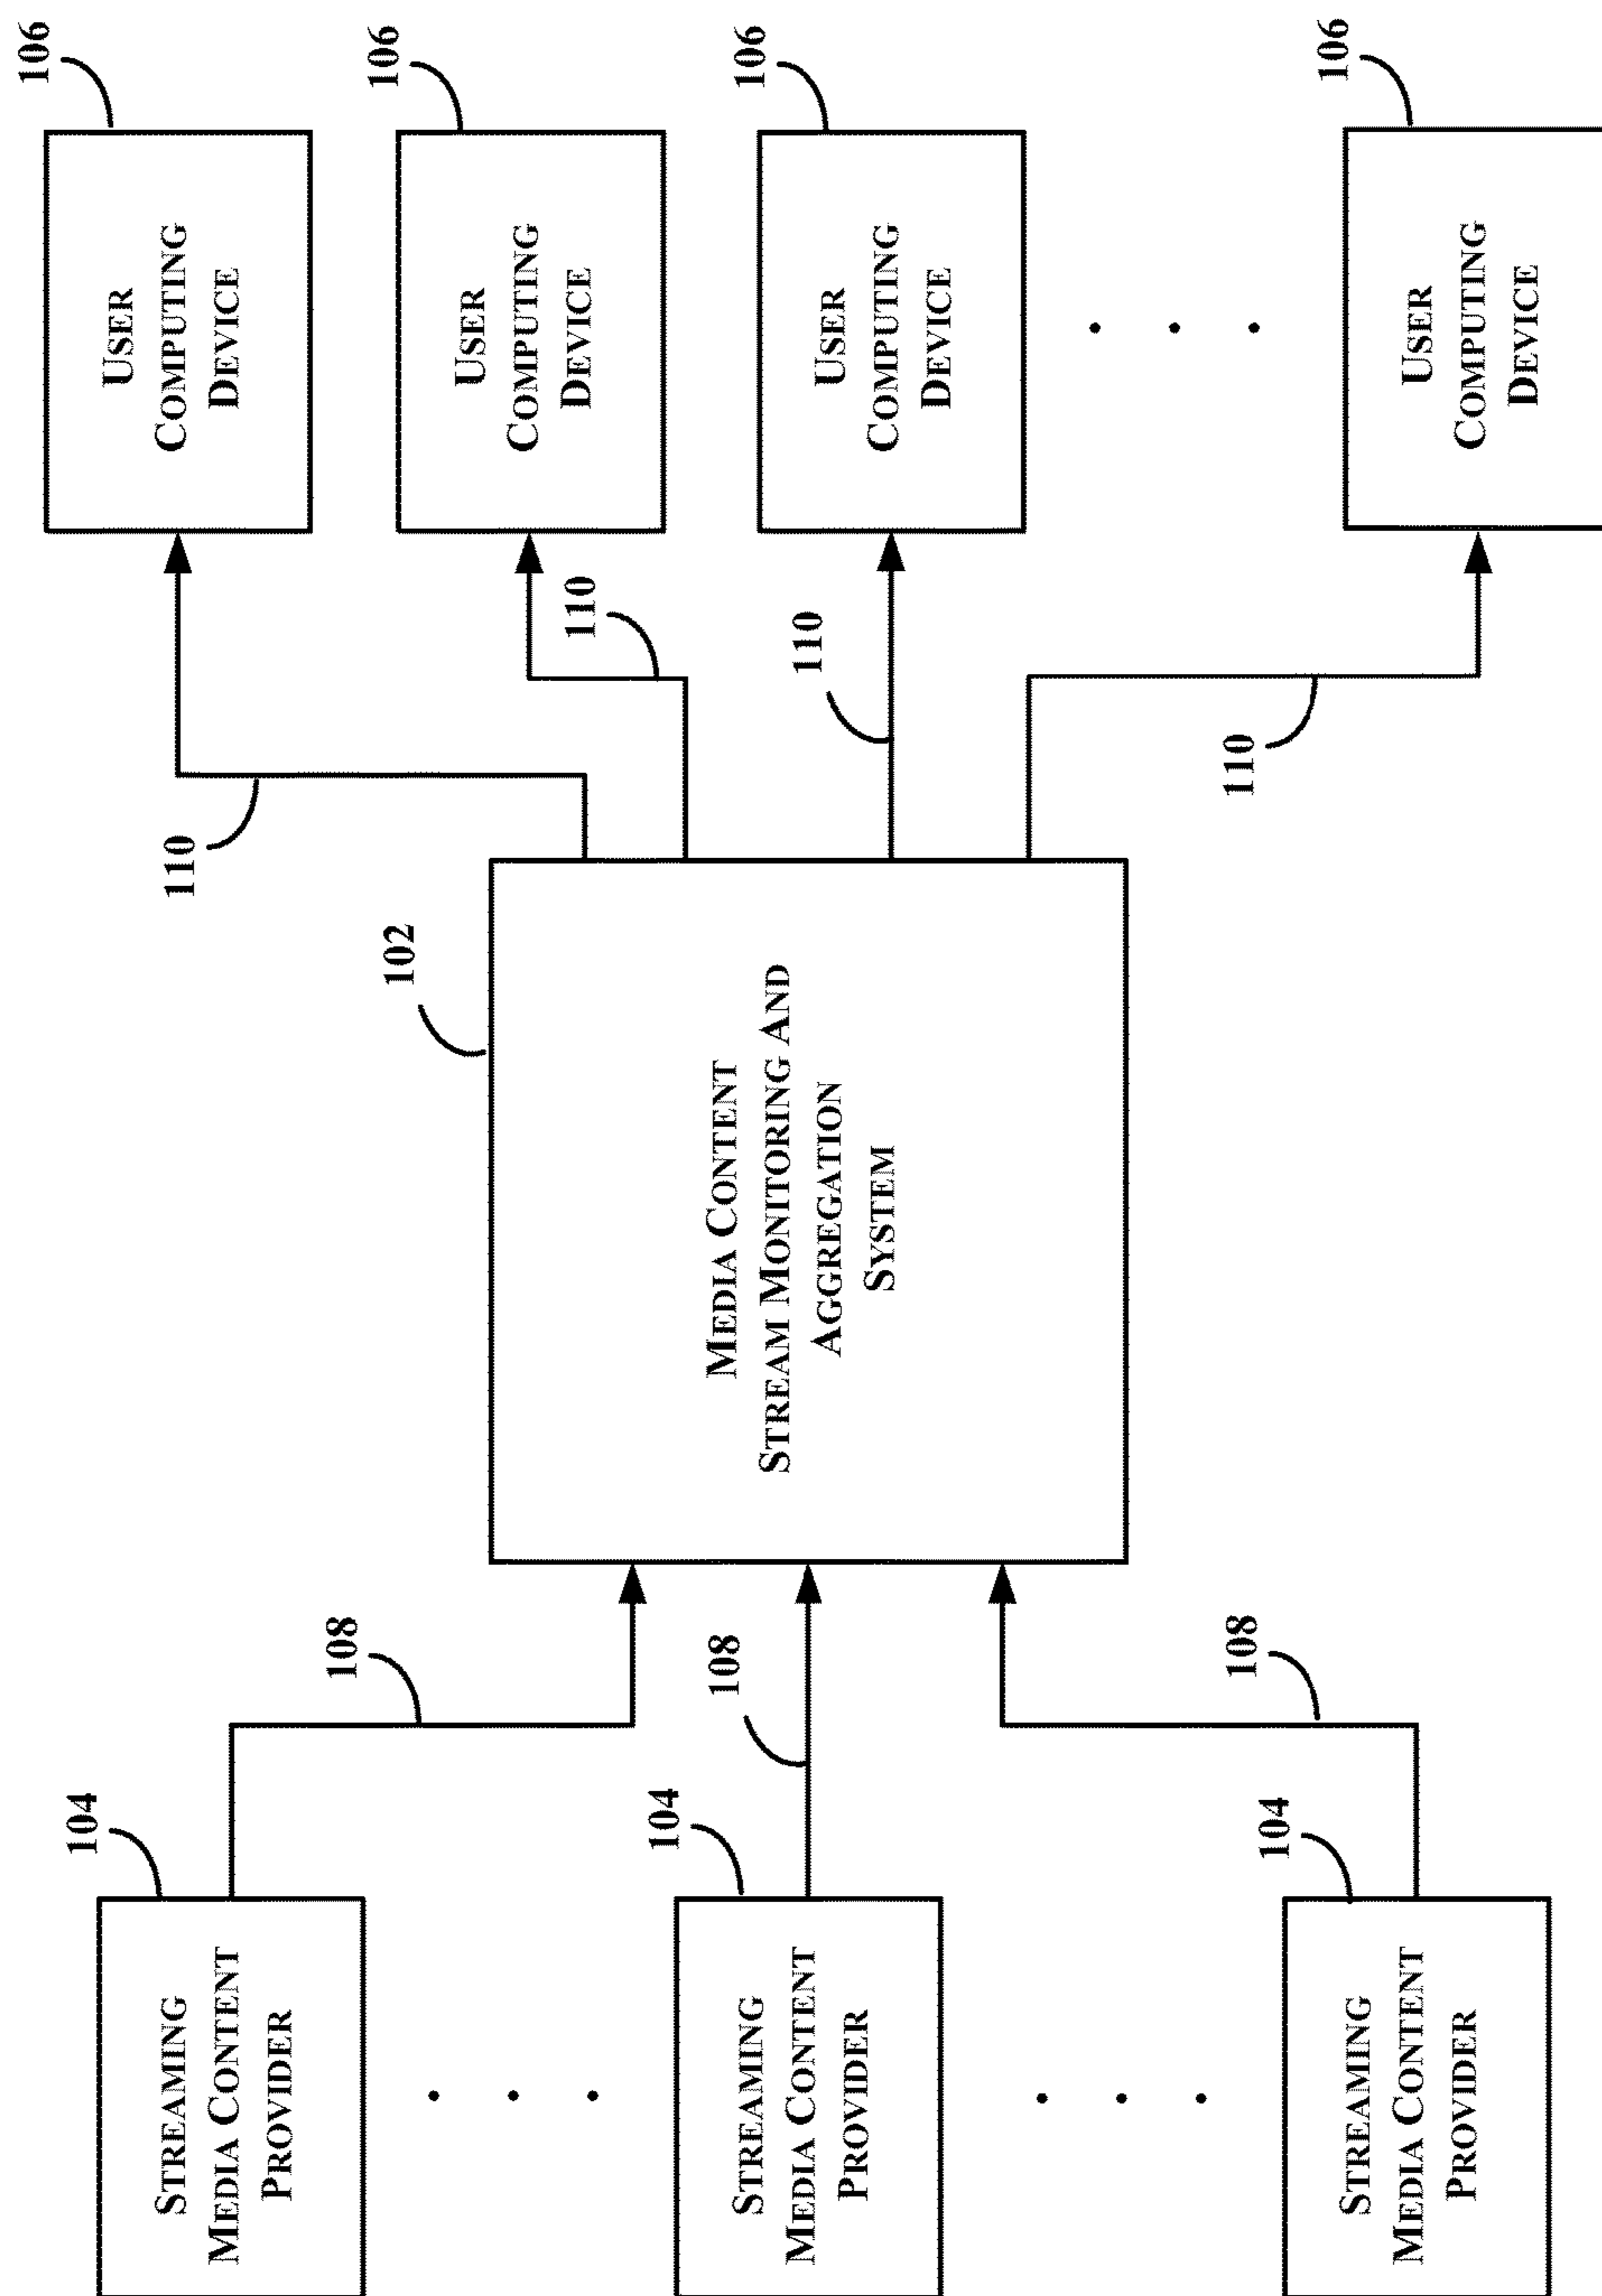 104
STREAMING
MEDIA CONTENT
PROVIDER
108
104
STREAMING
MEDIA CONTENT
PROVIDER
108
104
STREAMING
MEDIA CONTENT
PROVIDER
108
102
MEDIA CONTENT
STREAM MONITORING AND
AGGREGATION
SYSTEM
110
110
110
110
106
USER
COMPUTING
DEVICE
106
USER
COMPUTING
DEVICE
106
USER
COMPUTING
DEVICE
106
USER
COMPUTING
DEVICE